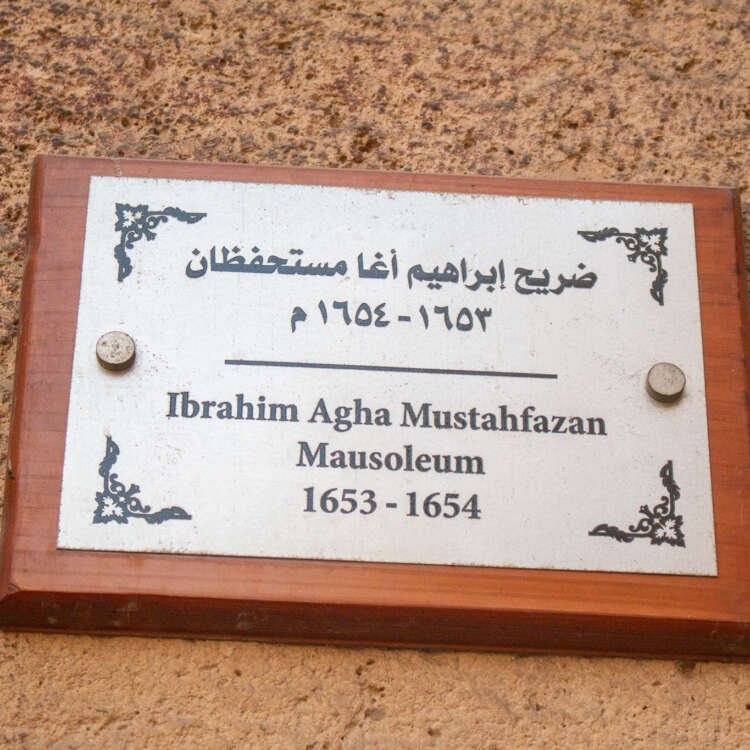 ضريح إبراهيم أغا مستحفظان
١٦٥٣ - ١٦٥٤ م
Ibrahim Agha Mustahfazan
Mausoleum
1653 - 1654